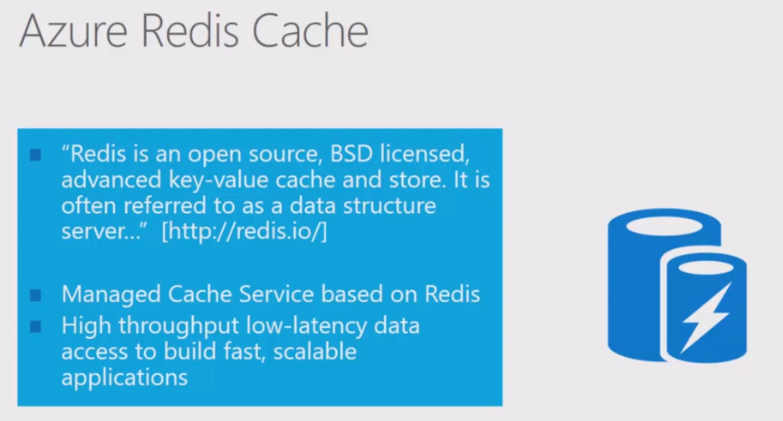 Azure Redis Cache
“Redis is an open source, BSD licensed,
advanced key-value cache and store. It is
often referred to as a data structure
server...” [http://redis.io/]
Managed Cache Service based on Redis
High throughput low-latency data
access to build fast, scalable
applications